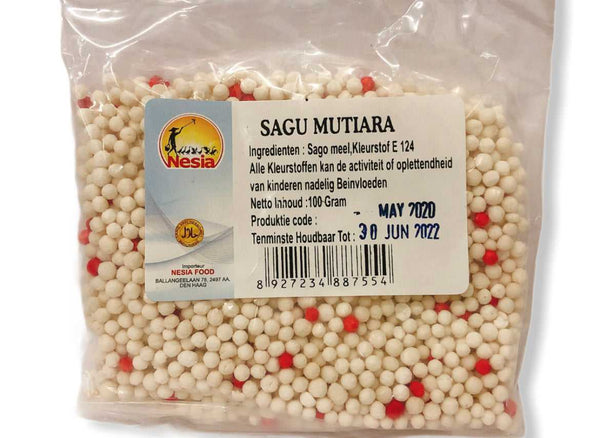 Nesia
Importeur
NESIA FOOD
BALLANGEELAAN 79, 2497 AA.
DEN HAAG
SAGU MUTIARA
Ingredienten : Sago meel,Kleurstof E 124
Alle Kleurstoffen kan de activiteit of oplettendheid
van kinderen nadelig Beinvloeden
Netto Inhoud :100 Gram
Produktie code : MAY 2020
Tenminste Houdbaar Tot : 30 JUN 2022
8 927234 887554